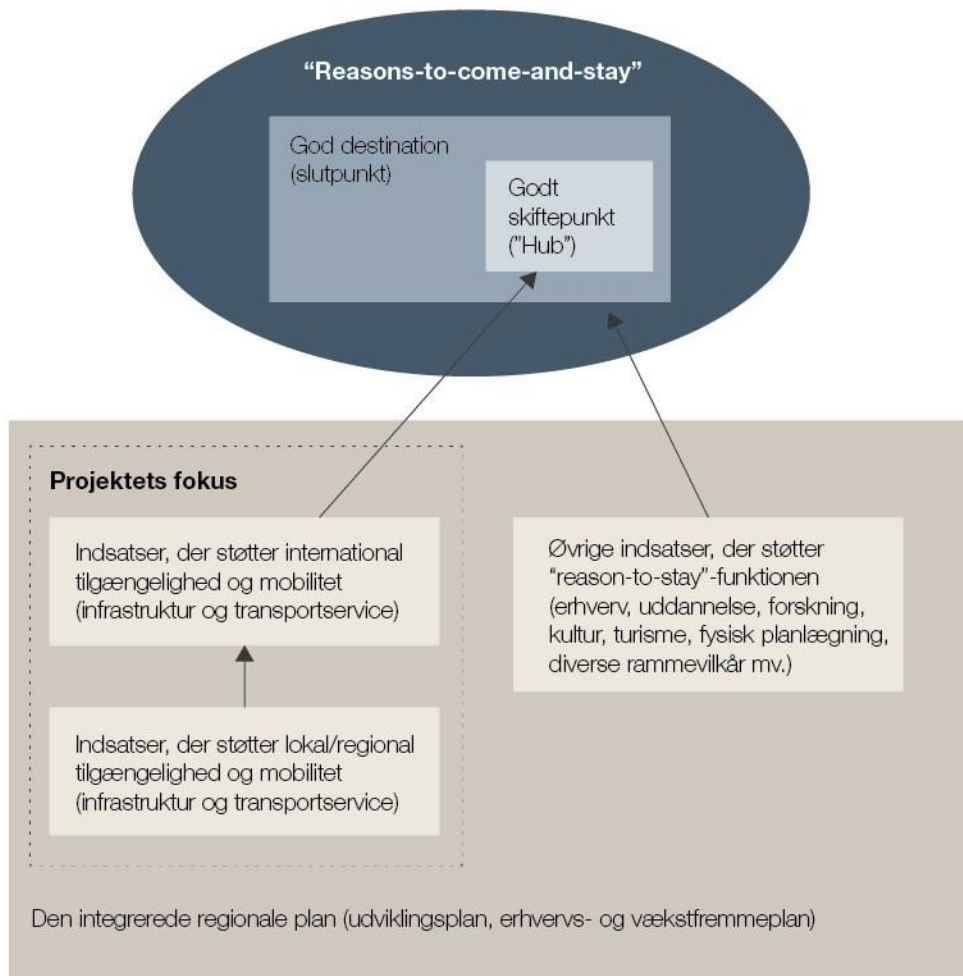 “Reasons-to-come-and-stay”
God destination
(slutpunkt)
Godt
skiftepunkt
("Hub”)
Projektets fokus
Indsatser, der støtter international
tilgængelighed og mobilitet
(infrastruktur og transportservice)
Indsatser, der støtter lokal/regional
tilgængelighed og mobilitet
(infrastruktur og transportservice)
Øvrige indsatser, der støtter
“reason-to-stay”-funktionen
(erhverv, uddannelse, forskning,
kultur, turisme, fysisk planlægning,
diverse rammevilkår mv.)
Den integrerede regionale plan (udviklingsplan, erhvervs- og vækstfremmeplan)